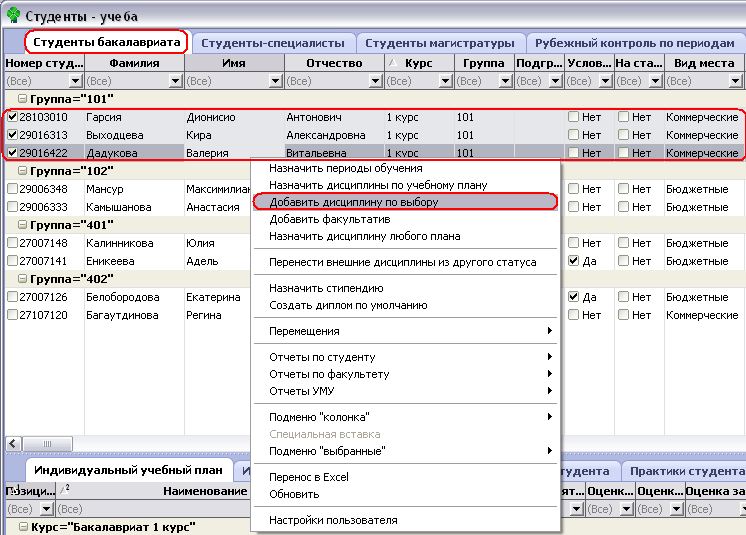 Студенты - учеба
Студенты бакалавриата Студенты-специалисты Студенты магистратуры Рубежный контроль по периодам
Номер студ... Фамилия Имя Отчество Курс Группа Подгр... Услов... На ста... Вид места
(Все) (Все) (Все) (Все) (Все) (Все) (Все) (Все) (Все) (Все)
Группа="101"
28103010 Гарсия Дионисио Антонович 1 курс 101 Нет Нет Коммерческие
29016313 Выходцева Кира Александровна 1 курс 101 Нет Нет Коммерческие
29016422 Дадукова Валерия Витальевна 1 курс 101 Нет Нет Коммерческие
Группа="102"
29006348 Мансур Максимилиан Нет Нет Бюджетные
29006333 Камышанова Анастасия Нет Нет Бюджетные
Группа="401"
27007148 Калинникова Юлия Нет Нет Бюджетные
27007141 Еникеева Адель Да Нет Бюджетные
Группа="402"
27007126 Белобородова Екатерина Да Нет Бюджетные
27107120 Багаутдинова Регина Нет Нет Коммерческие
Назначить периоды обучения
Назначить дисциплины по учебному плану
Добавить дисциплину по выбору
Добавить факультатив
Назначить дисциплину любого плана
Перенести внешние дисциплины из другого статуса
Назначить стипендию
Создать диплом по умолчанию
Перемещения
Отчеты по студенту
Отчеты по факультету
Отчеты УМУ
Подменю "колонка"
Специальная вставка
Подменю "выбранные"
Перенос в Excel
Обновить
Настройки пользователя
Индивидуальный учебный план Практики студента
Наименование Оценк... Оценк... Оценка за
(Все) (Все) (Все) (Все) (Все)
Курс="Бакалавриат 1 курс"